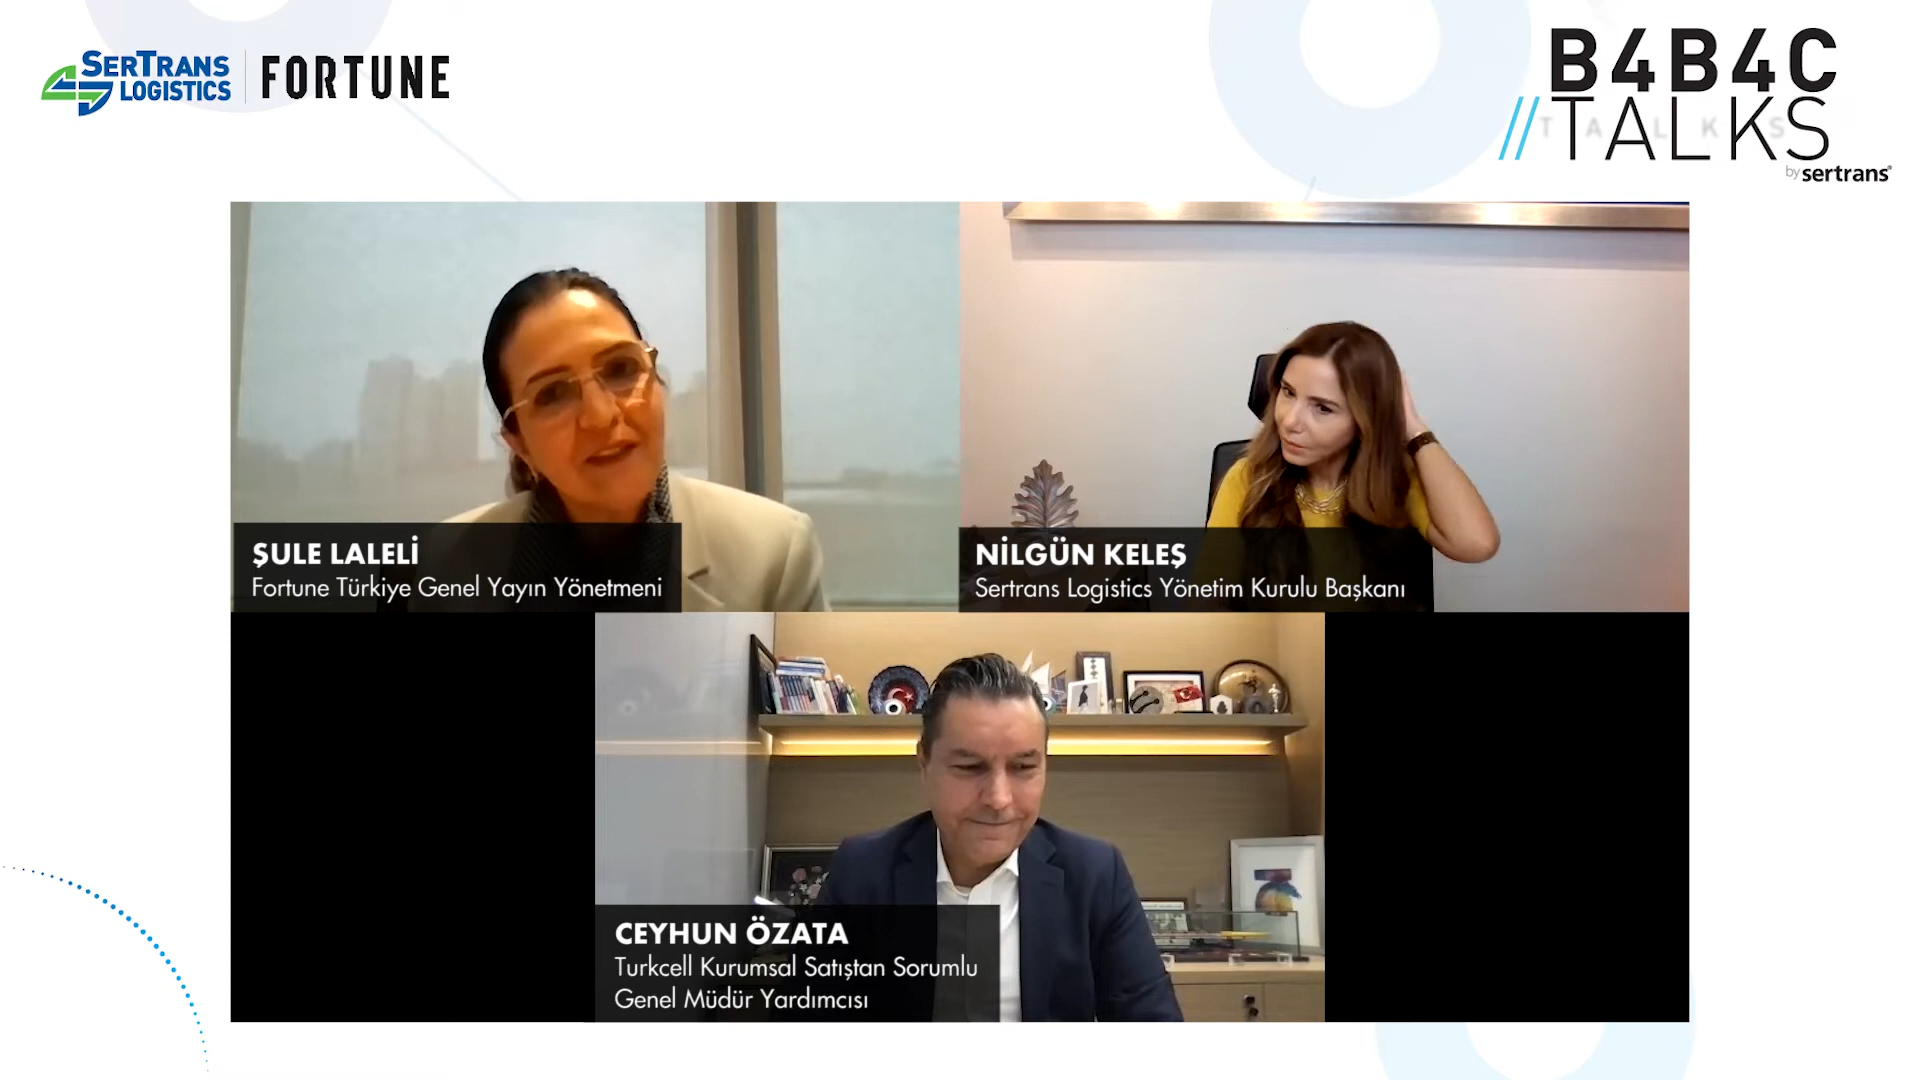 SERTRANS
LOGISTICS
FORTUNE
B4B4C
//TALKS
TALKS
by sertrans
ŞULE LALELİ
Fortune Türkiye Genel Yayın Yönetmeni
NİLGÜN KELEŞ
Sertrans Logistics Yönetim Kurulu Başkanı
CEYHUN ÖZATA
Turkcell Kurumsal Satıştan Sorumlu
Genel Müdür Yardımcısı